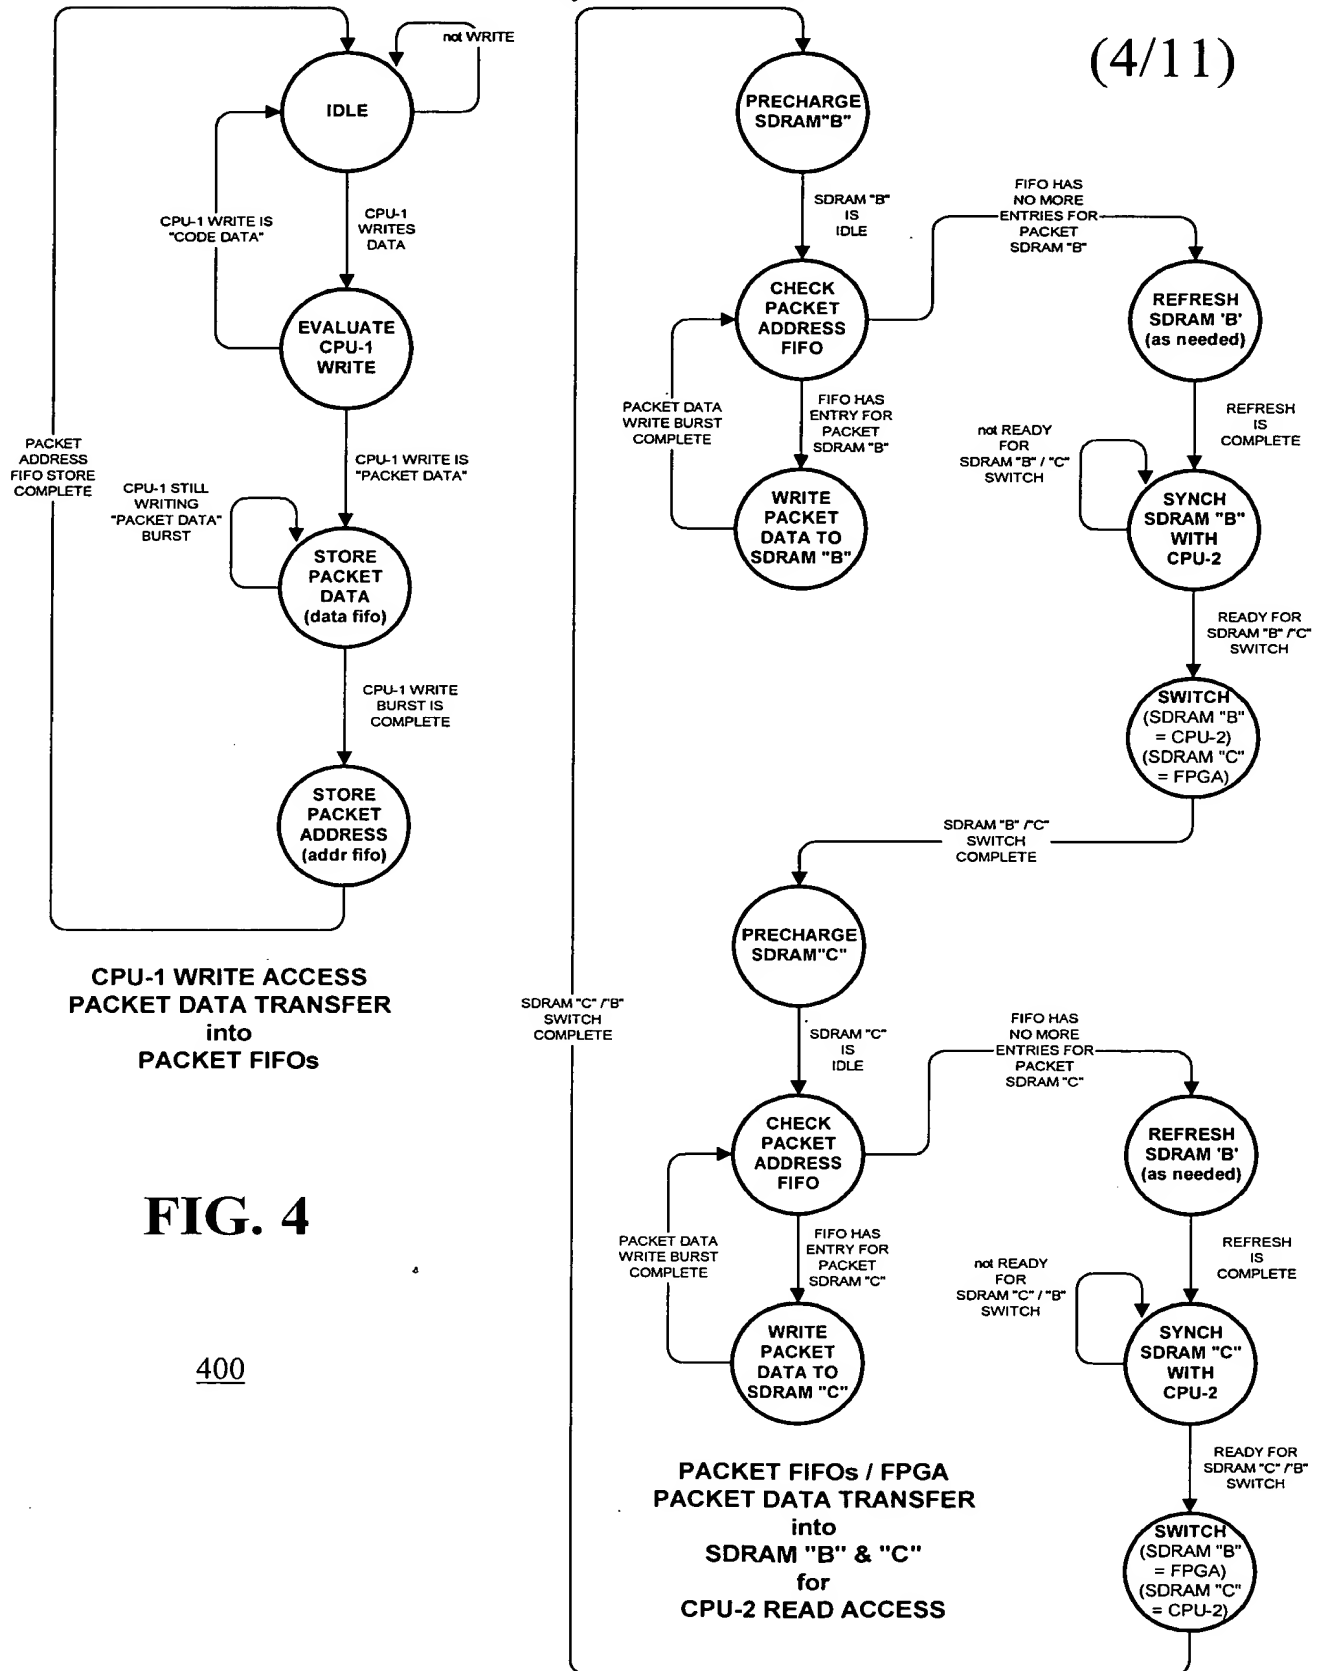 (4/11)
not WRITE
IDLE
CPU-1 WRITE IS
"CODE DATA"
CPU-1
WRITES
DATA
EVALUATE
CPU-1
WRITE
PACKET
ADDRESS
FIFO STORE
COMPLETE
CPU-1 WRITE IS
"PACKET DATA"
CPU-1 STILL
WRITING
"PACKET DATA"
BURST
STORE
PACKET
DATA
(data fifo)
CPU-1 WRITE
BURST IS
COMPLETE
STORE
PACKET
ADDRESS
(addr fifo)
CPU-1 WRITE ACCESS
PACKET DATA TRANSFER
into
PACKET FIFOs
FIG. 4
400
PRECHARGE
SDRAM"B"
SDRAM "B"
IS
IDLE
FIFO HAS
NO MORE
ENTRIES FOR
PACKET
SDRAM "B"
CHECK
PACKET
ADDRESS
FIFO
REFRESH
SDRAM 'B'
(as needed)
PACKET DATA
WRITE BURST
COMPLETE
FIFO HAS
ENTRY FOR
PACKET
SDRAM "B"
REFRESH
IS
COMPLETE
not READY
FOR
SDRAM "B" / "C"
SWITCH
WRITE
PACKET
DATA TO
SDRAM "B"
SYNCH
SDRAM "B"
WITH
CPU-2
READY FOR
SDRAM "B" /"C"
SWITCH
SWITCH
(SDRAM "B"
= CPU-2)
(SDRAM "C"
= FPGA)
SDRAM "B" /"C"
SWITCH
COMPLETE
PRECHARGE
SDRAM"C"
SDRAM "C" /"B"
SWITCH
COMPLETE
SDRAM "C"
IS
IDLE
FIFO HAS
NO MORE
ENTRIES FOR
PACKET
SDRAM "C"
CHECK
PACKET
ADDRESS
FIFO
REFRESH
SDRAM 'B'
(as needed)
PACKET DATA
WRITE BURST
COMPLETE
FIFO HAS
ENTRY FOR
PACKET
SDRAM "C"
REFRESH
IS
COMPLETE
not READY
FOR
SDRAM "C" / "B"
SWITCH
WRITE
PACKET
DATA TO
SDRAM "C"
SYNCH
SDRAM "C"
WITH
CPU-2
READY FOR
SDRAM "C" /"B"
SWITCH
SWITCH
(SDRAM "B"
= FPGA)
(SDRAM "C"
= CPU-2)
PACKET FIFOs / FPGA
PACKET DATA TRANSFER
into
SDRAM "B" & "C"
for
CPU-2 READ ACCESS